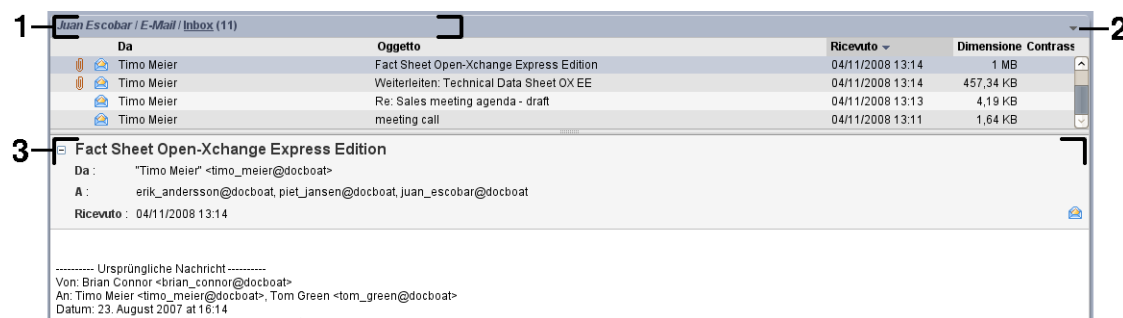 1 Juan Escobar / E-Mail / Inbox (11) 2
Da Oggetto Ricevuto Dimensione Contrass
Timo Meier Fact Sheet Open-Xchange Express Edition 04/11/2008 13:14 1 MB
Timo Meier Weiterleiten: Technical Data Sheet OX EE 04/11/2008 13:14 457,34 KB
Timo Meier Re: Sales meeting agenda - draft 04/11/2008 13:13 4,19 KB
Timo Meier meeting call 04/11/2008 13:11 1,64 KB
3 Fact Sheet Open-Xchange Express Edition
Da : "Timo Meier" <timo_meier@docboat>
A : erik_andersson@docboat, piet_jansen@docboat, juan_escobar@docboat
Ricevuto : 04/11/2008 13:14
---------- Ursprüngliche Nachricht ----------
Von: Brian Connor <brian_connor@docboat>
An: Timo Meier <timo_meier@docboat>, Tom Green <tom_green@docboat>
Datum: 23. August 2007 at 16:14